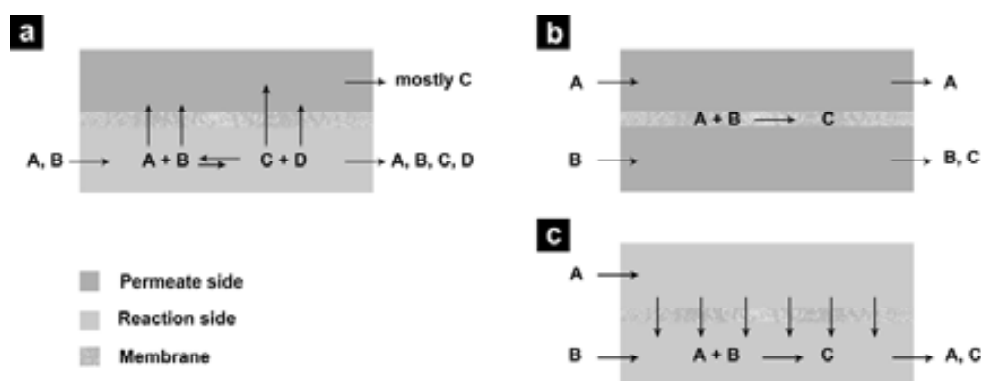 a
mostly C
A, B
A + B
C + D
A, B, C, D
b
A
A
A + B
C
B
B, C
c
A
B
A + B
C
A, C
Permeate side
Reaction side
Membrane